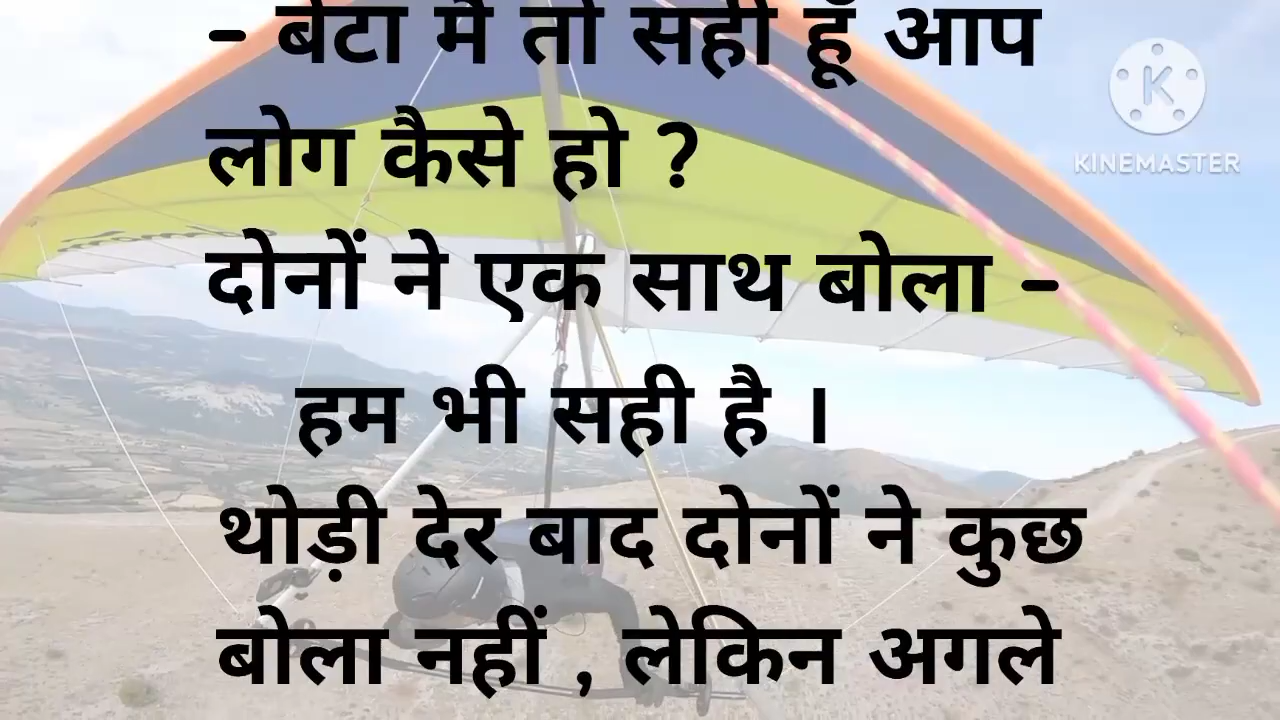 - बेटा मैं तो सही हूँ आप
लोग कैसे हो ?
दोनों ने एक साथ बोला -
हम भी सही है ।
थोड़ी देर बाद दोनों ने कुछ
बोला नहीं , लेकिन अगले
K
KINEMASTER